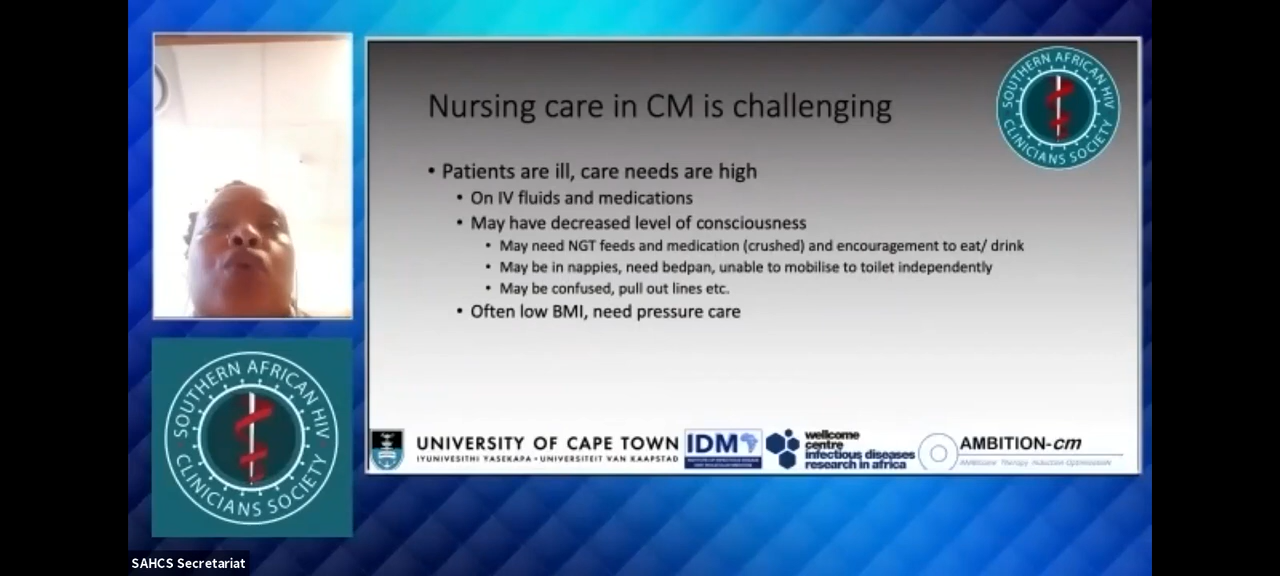 SOUTHERN AFRICAN HIV
CLINICIANS SOCIETY
Nursing care in CM is challenging
• Patients are ill, care needs are high
• On IV fluids and medications
• May have decreased level of consciousness
• May need NGT feeds and medication (crushed) and encouragement to eat/ drink
• May be in nappies, need bedpan, unable to mobilise to toilet independently
• May be confused, pull out lines etc.
• Often low BMI, need pressure care
UNIVERSITY OF CAPE TOWN
IYUNIVESITHI YASEKAPA • UNIVERSITEIT VAN KAAPSTAD
IDM
wellcome
centre
infectious diseases
research in africa
AMBITION-cm
SOUTHERN AFRICAN HIV
CLINICIANS SOCIETY
SAHCS Secretariat